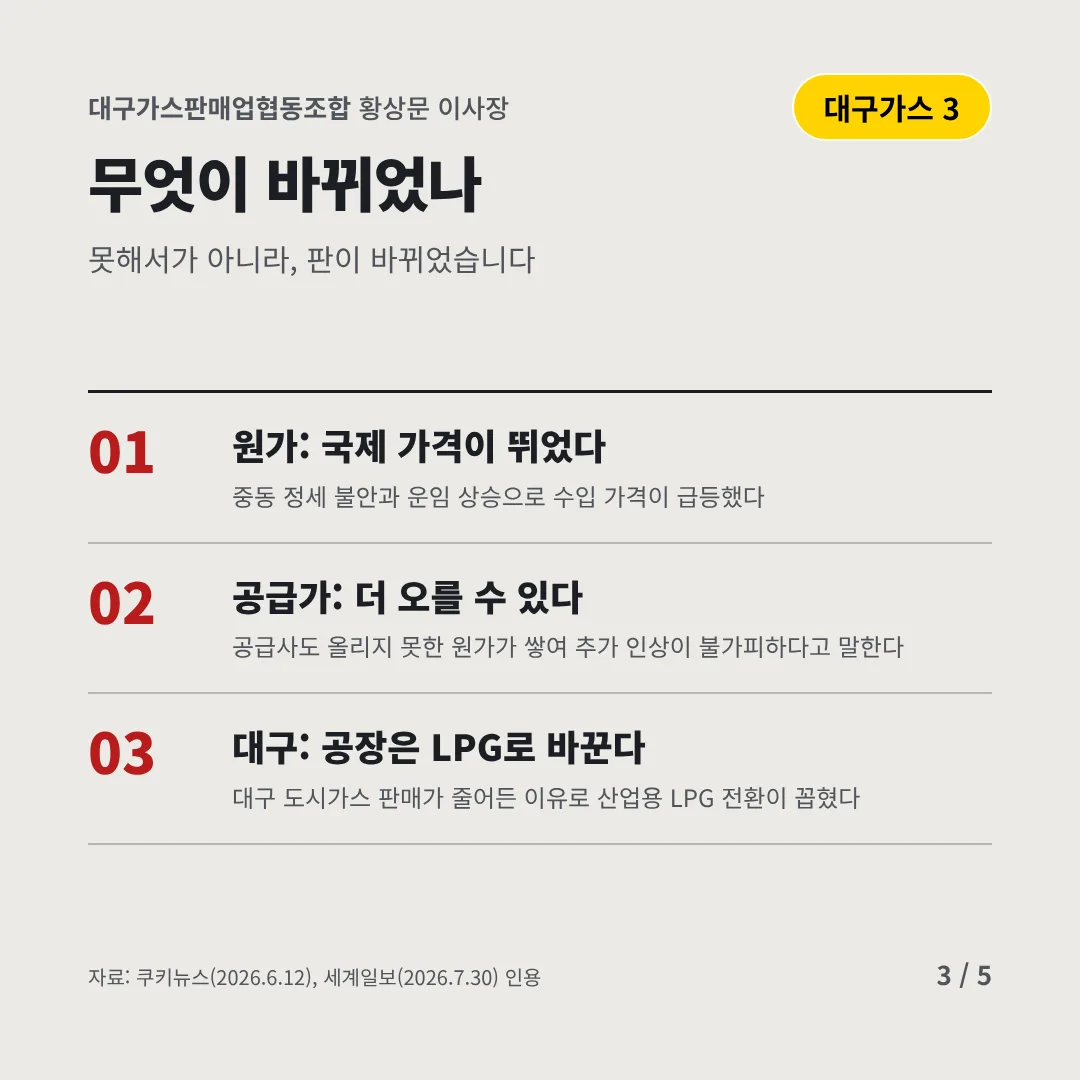 대구가스판매업협동조합 황상문 이사장
대구가스 3
무엇이 바뀌었나
못해서가 아니라, 판이 바뀌었습니다
01
원가: 국제 가격이 뛰었다
중동 정세 불안과 운임 상승으로 수입 가격이 급등했다
02
공급가: 더 오를 수 있다
공급사도 올리지 못한 원가가 쌓여 추가 인상이 불가피하다고 말한다
03
대구: 공장은 LPG로 바꾼다
대구 도시가스 판매가 줄어든 이유로 산업용 LPG 전환이 꼽혔다
자료: 쿠키뉴스(2026.6.12), 세계일보(2026.7.30) 인용
3 / 5